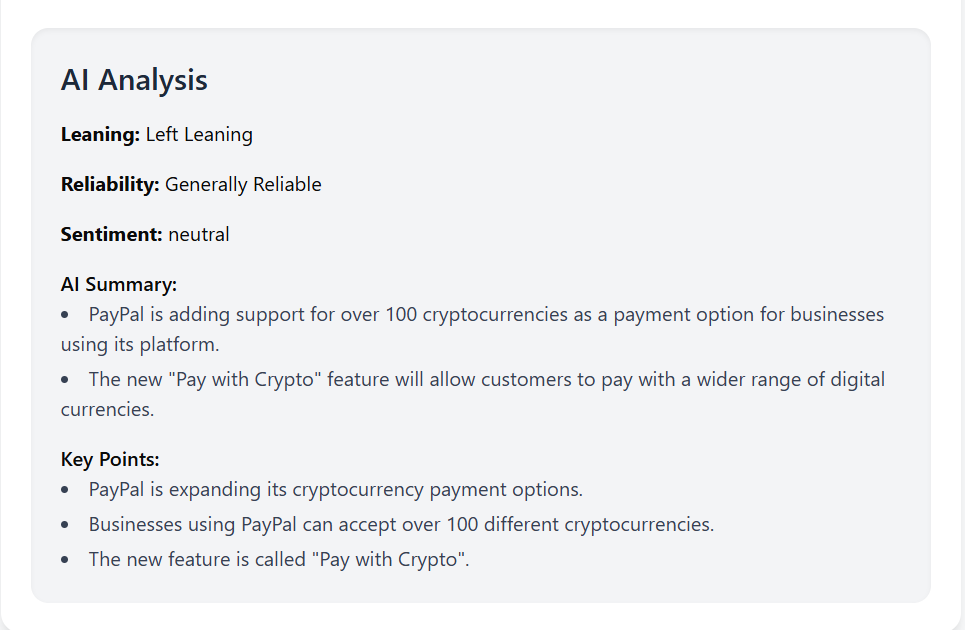 AI Analysis
Leaning: Left Leaning
Reliability: Generally Reliable
Sentiment: neutral
AI Summary:
• PayPal is adding support for over 100 cryptocurrencies as a payment option for businesses
using its platform.
• The new "Pay with Crypto" feature will allow customers to pay with a wider range of digital
currencies.
Key Points:
• PayPal is expanding its cryptocurrency payment options.
• Businesses using PayPal can accept over 100 different cryptocurrencies.
• The new feature is called "Pay with Crypto".